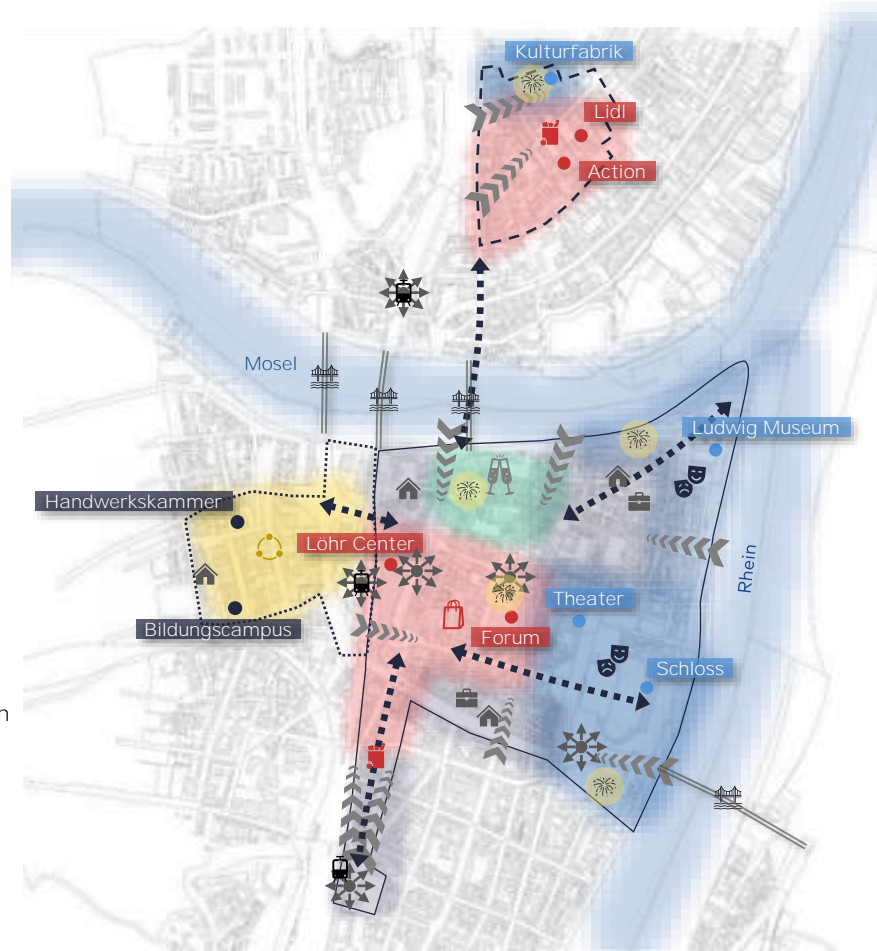 Kulturfabrik
Lidl
Action
Mosel
Ludwig Museum
Handwerkskammer
Löhr Center
Rhein
Theater
Bildungscampus
Forum
Schloss
n